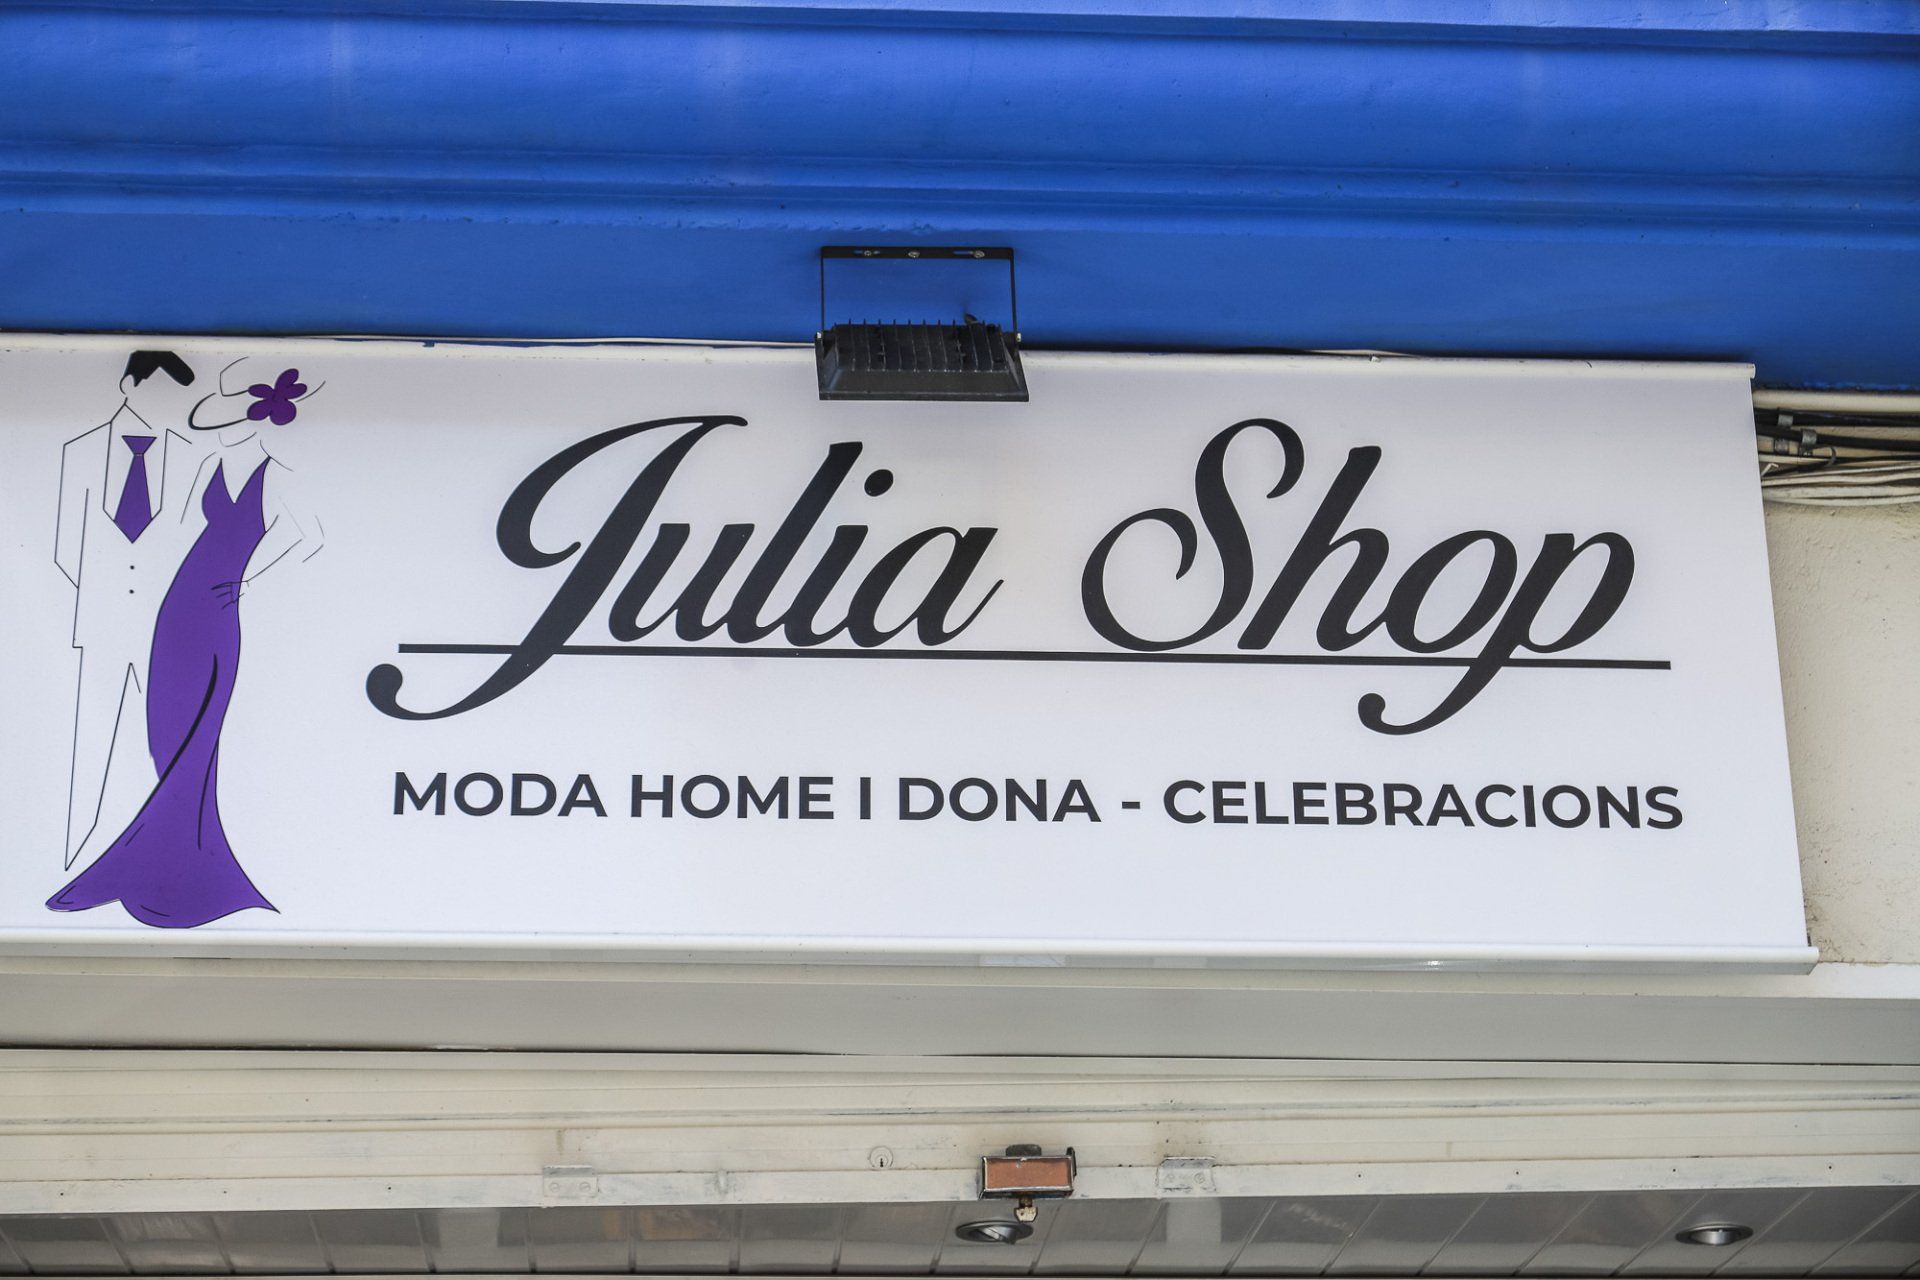 Julia Shop
MODA HOME I DONA - CELEBRACIONS